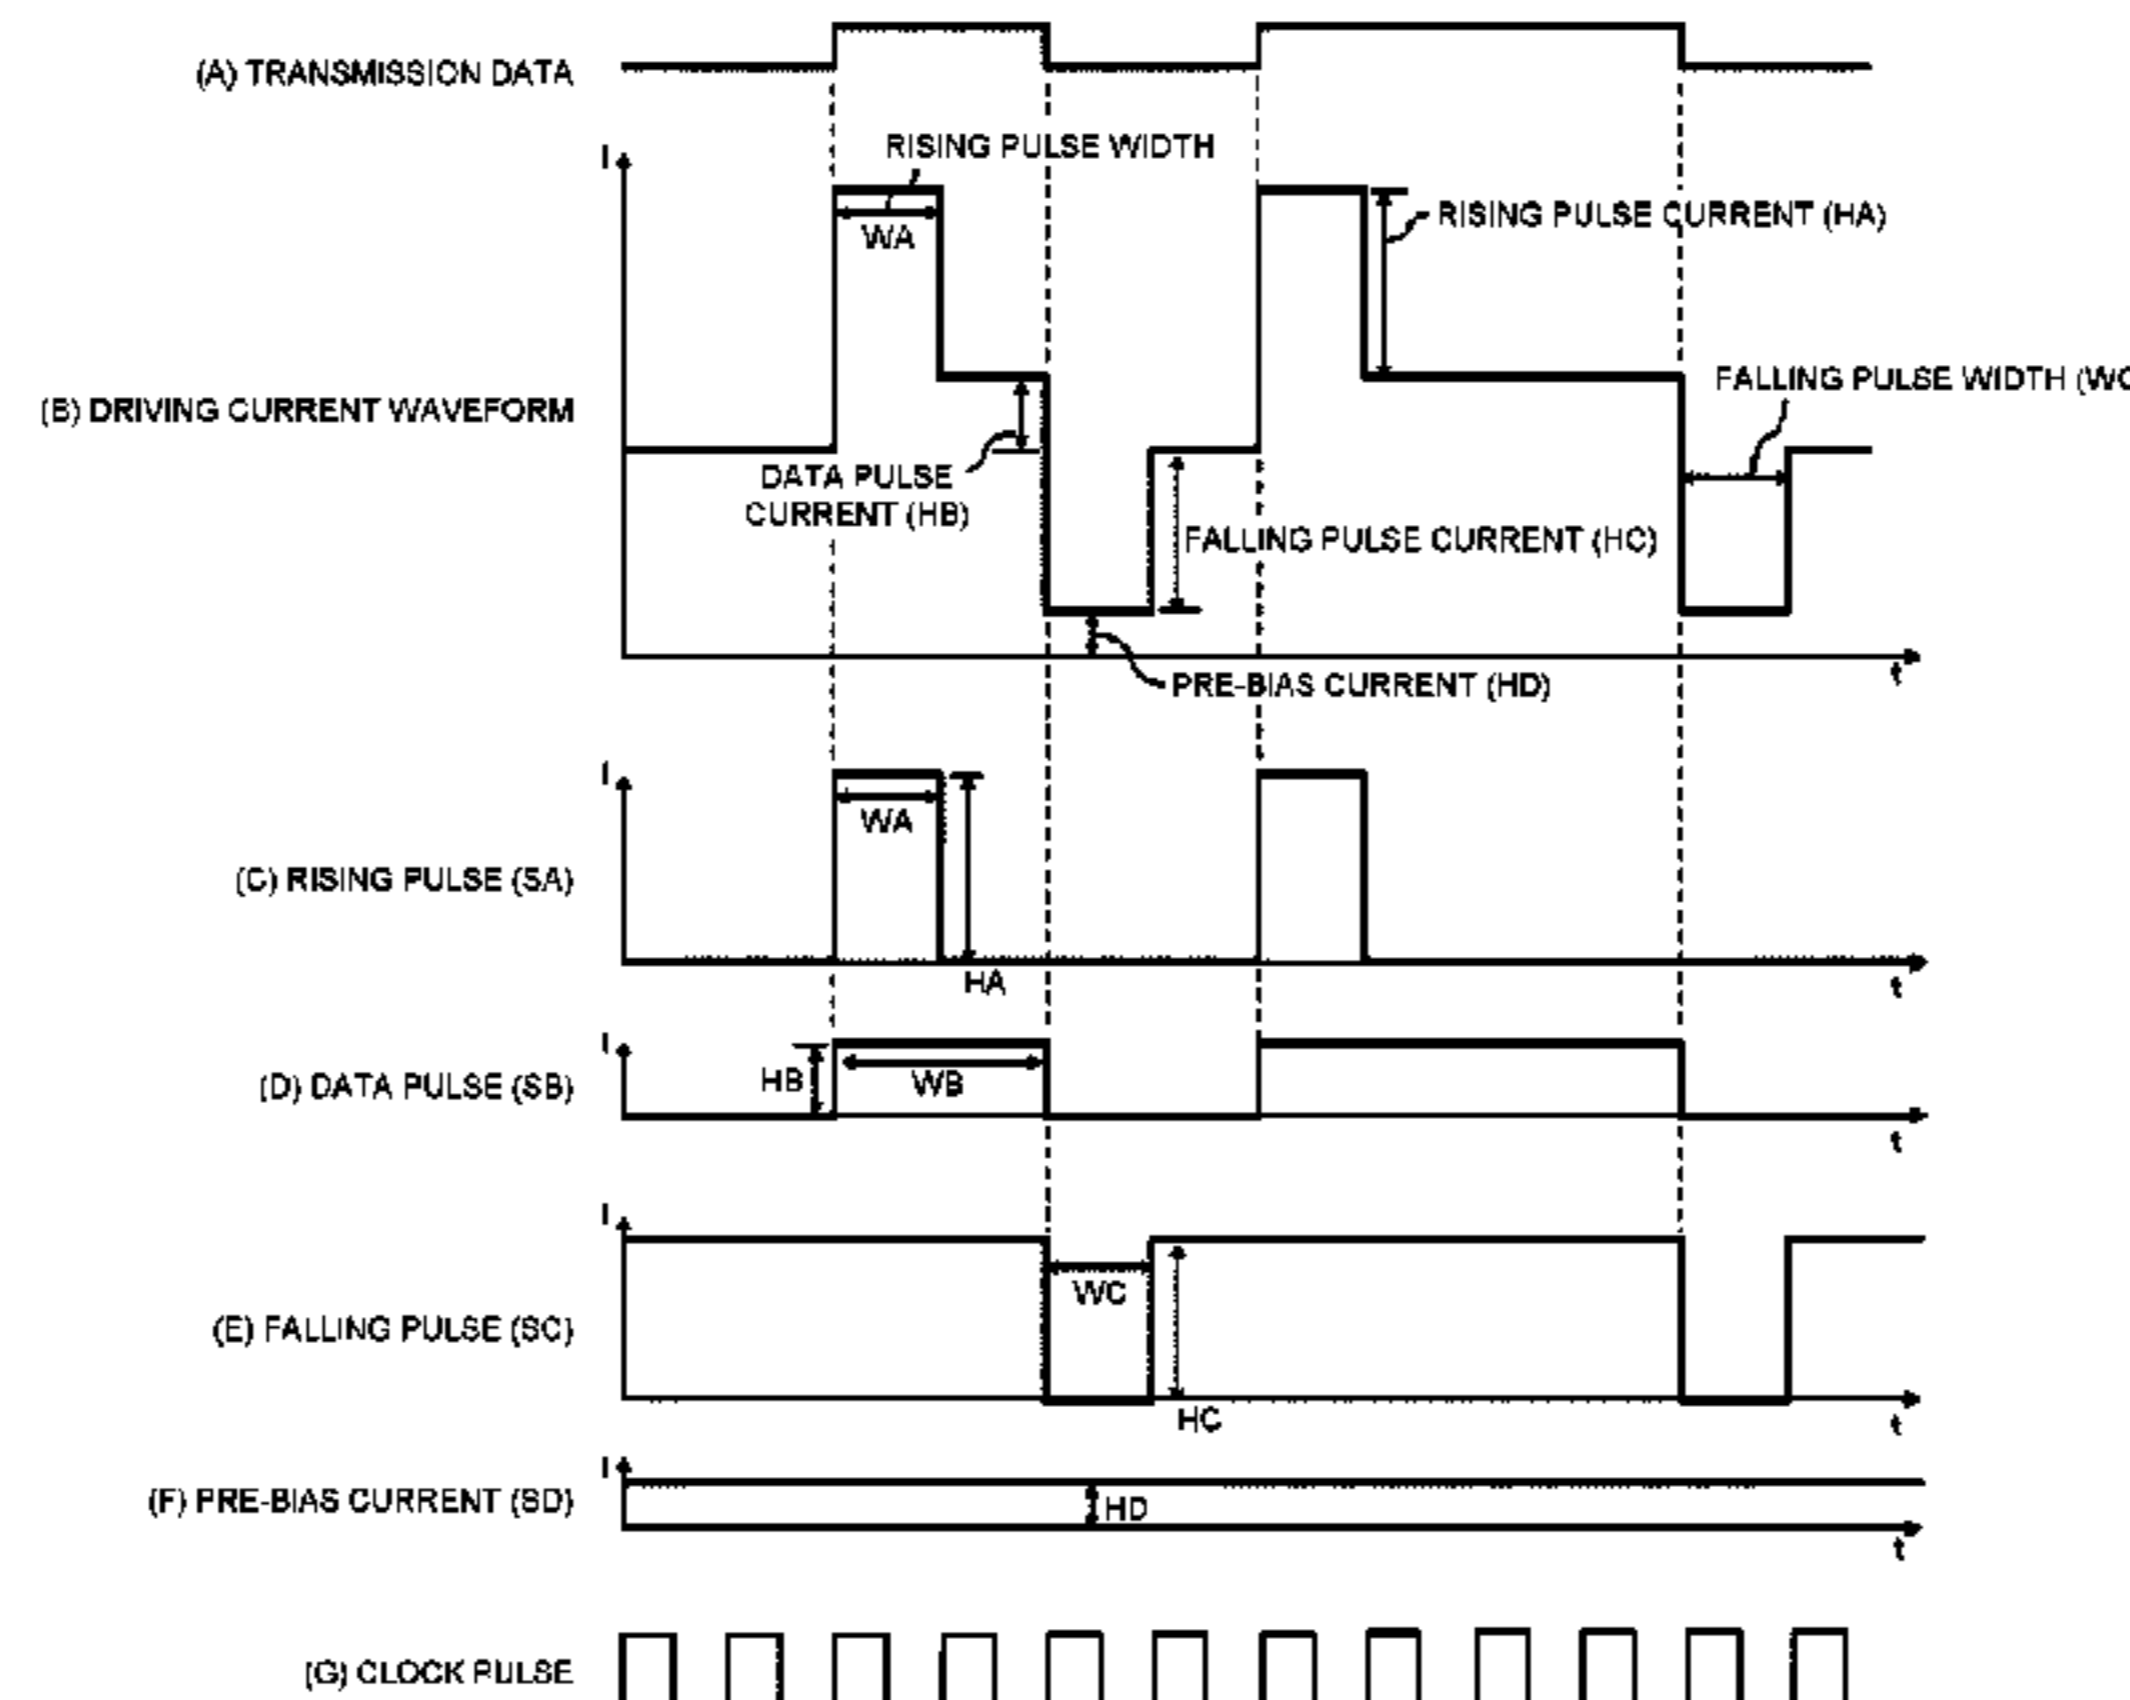 (A) TRANSMISSION DATA
RISING PULSE WIDTH
I
WA
RISING PULSE CURRENT (HA)
FALLING PULSE WIDTH (WC
(B) DRIVING CURRENT WAVEFORM
DATA PULSE
CURRENT (HB)
FALLING PULSE CURRENT (HC)
t
PRE-BIAS CURRENT (HD)
I
WA
(C) RISING PULSE (SA)
HA
t
I
HB
WB
(D) DATA PULSE (SB)
t
I
WC
(E) FALLING PULSE (SC)
HC
t
I
(F) PRE-BIAS CURRENT (SD)
HD
t
(G) CLOCK PULSE